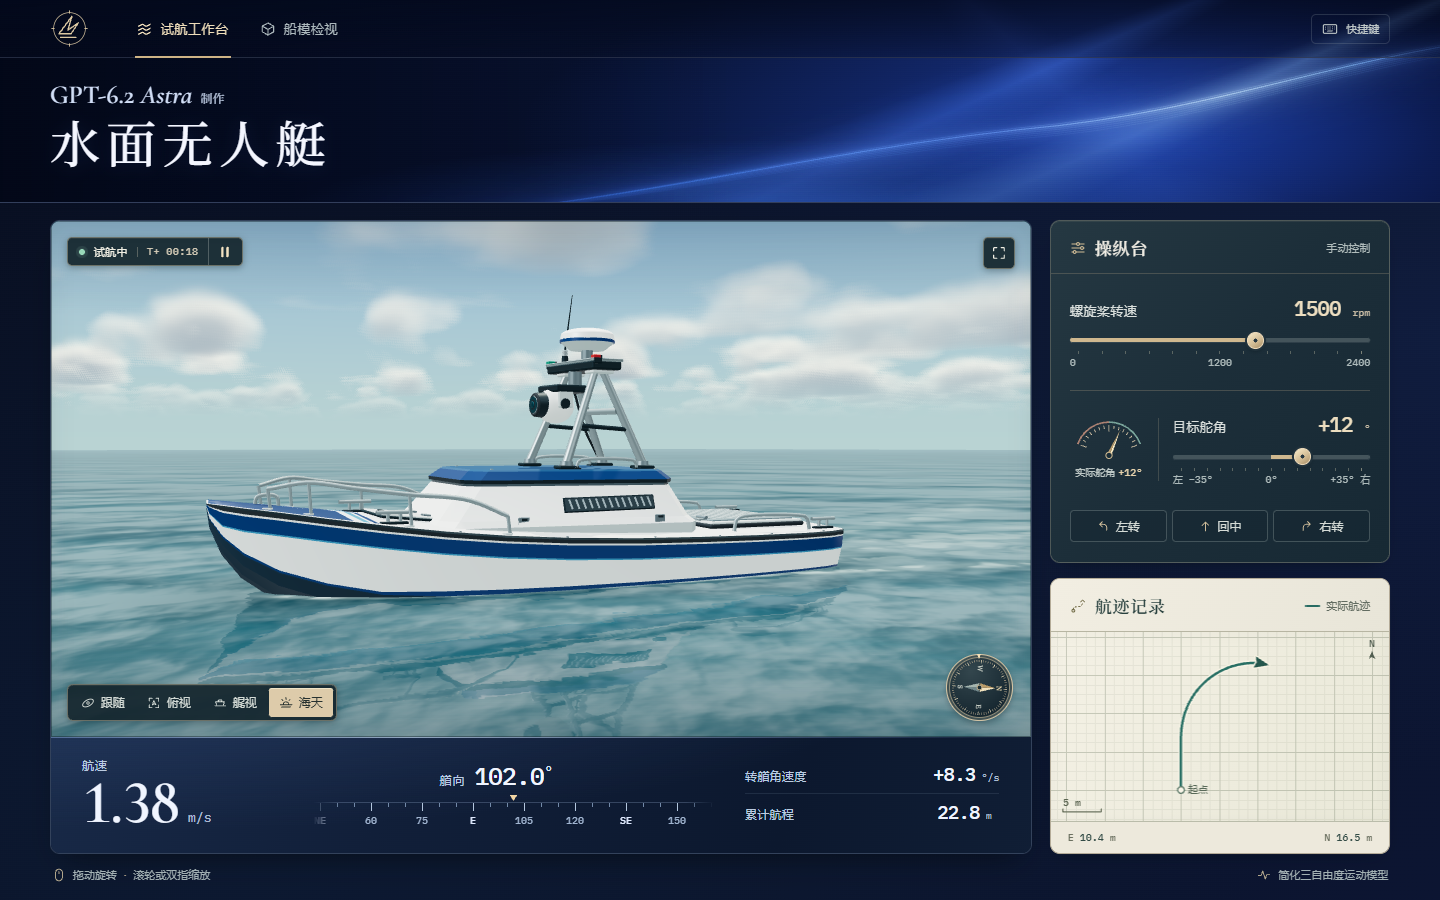 试航工作台
船模检视
快捷键
GPT-6.2 Astra 制作
水面无人艇
试航中 T+ 00:18
跟随
俯视
艉视
海天
W
N
E
S
航速
1.38 m/s
艏向 102.0°
NE 60 75 E 105 120 SE 150
转艏角速度 +8.3 °/s
累计航程 22.8 m
拖动旋转 · 滚轮或双指缩放
操纵台
手动控制
螺旋桨转速 1500 rpm
0 1200 2400
目标舵角 +12 °
实际舵角 +12°
左 −35° 0° +35° 右
左转
回中
右转
航迹记录
实际航迹
N
起点
5 m
E 10.4 m
N 16.5 m
简化三自由度运动模型